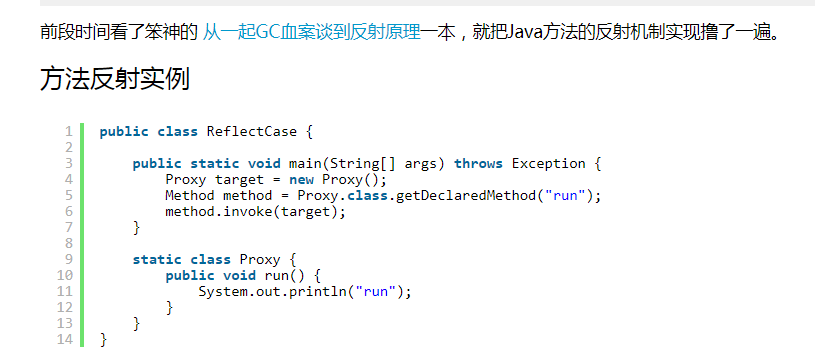 前段时间看了笨神的 从一起GC血案谈到反射原理一本，就把Java方法的反射机制实现撸了一遍。
方法反射实例
1 public class ReflectCase {
2
3     public static void main(String[] args) throws Exception {
4         Proxy target = new Proxy();
5         Method method = Proxy.class.getDeclaredMethod("run");
6         method.invoke(target);
7     }
8
9     static class Proxy {
10         public void run() {
11             System.out.println("run");
12         }
13     }
14 }